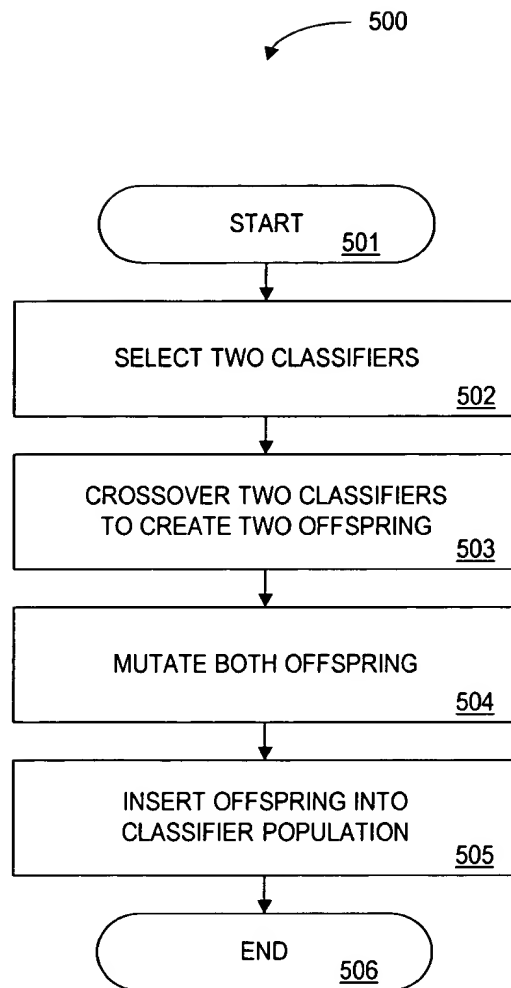 500
START
501
SELECT TWO CLASSIFIERS
502
CROSSOVER TWO CLASSIFIERS
TO CREATE TWO OFFSPRING
503
MUTATE BOTH OFFSPRING
504
INSERT OFFSPRING INTO
CLASSIFIER POPULATION
505
END
506